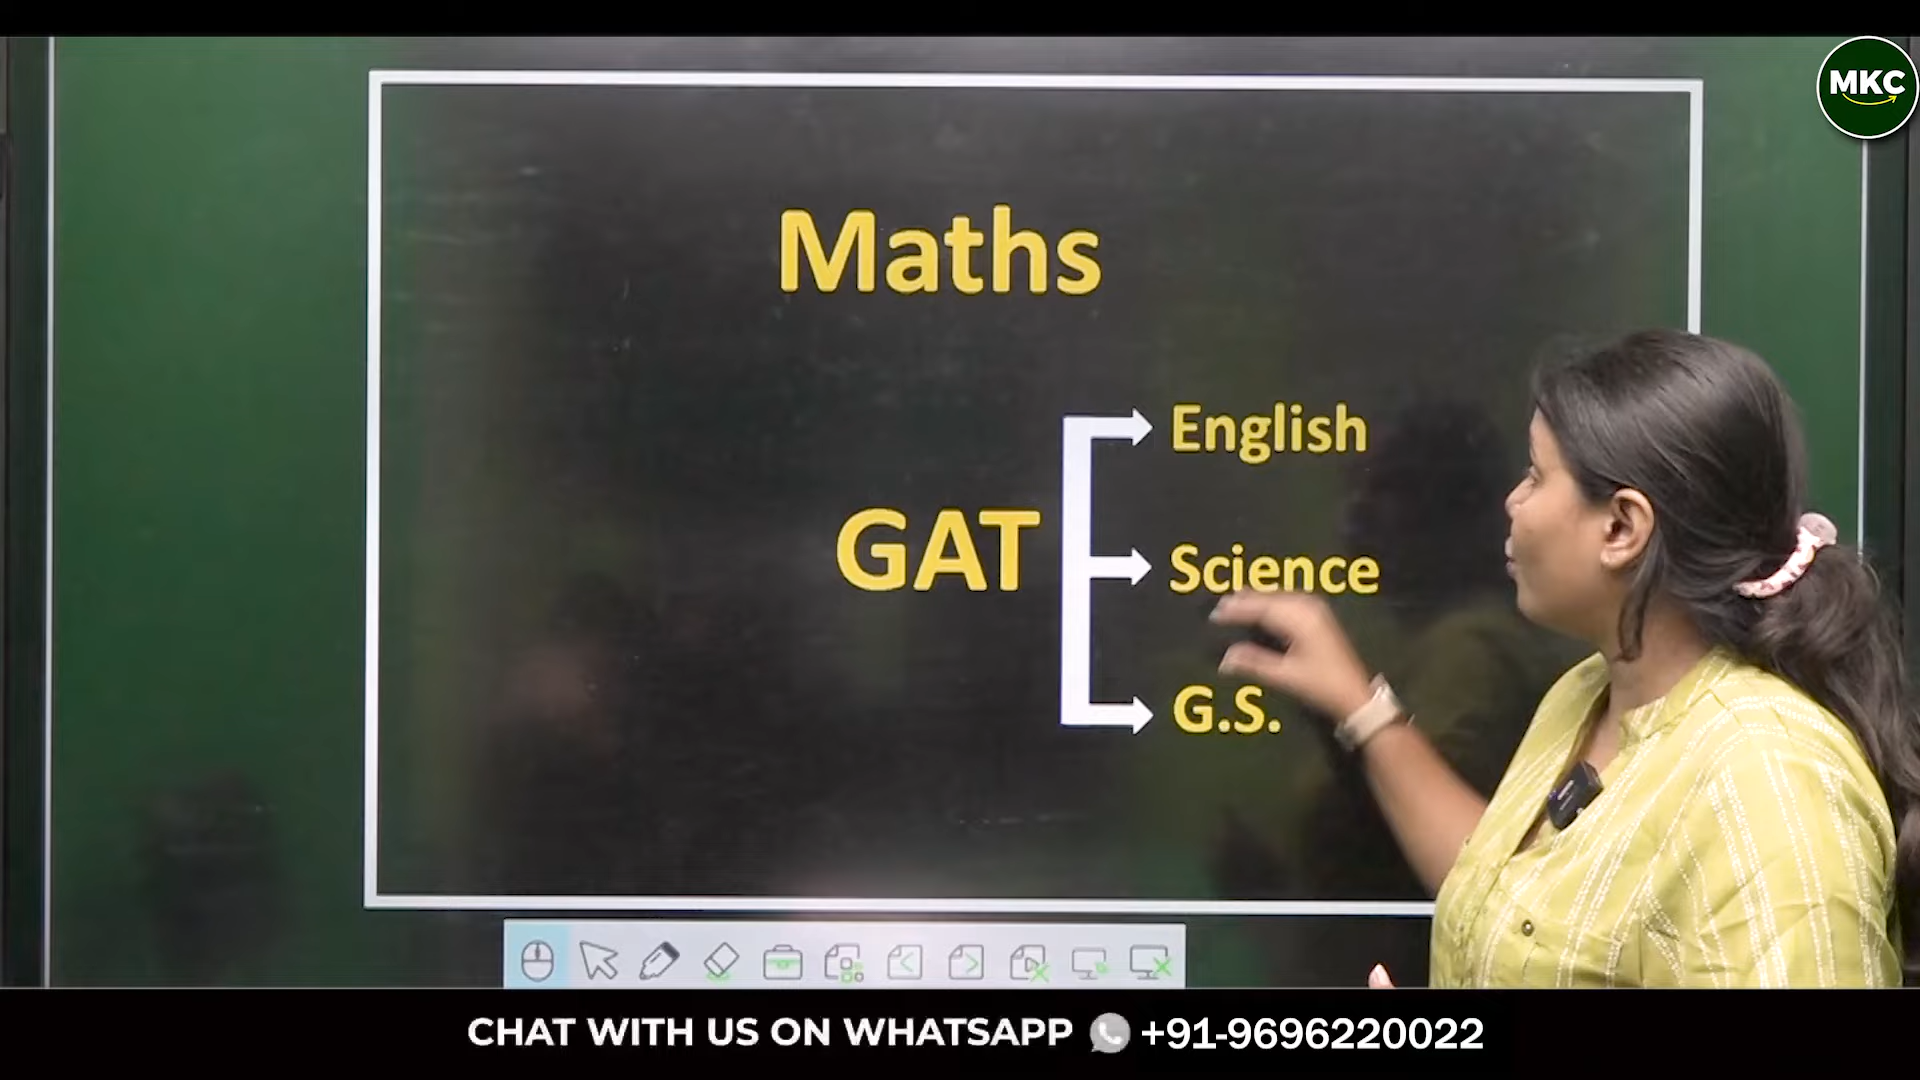 MKC
Maths
GAT
English
Science
G.S.
CHAT WITH US ON WHATSAPP +91-9696220022